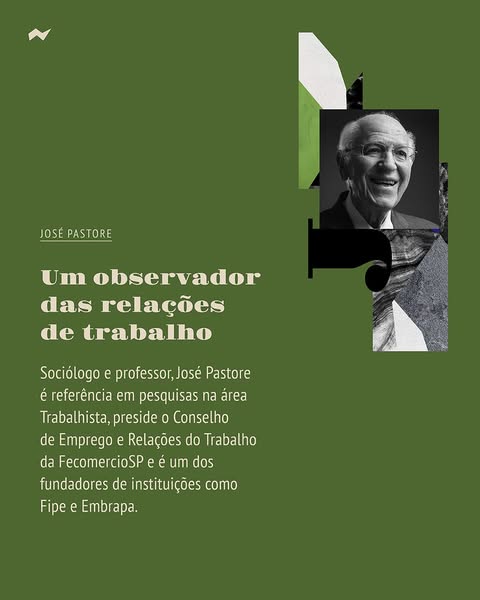 JOSÉ PASTORE
Um observador
das relações
de trabalho
Sociólogo e professor, José Pastore
é referência em pesquisas na área
Trabalhista, preside o Conselho
de Emprego e Relações do Trabalho
da FecomercioSP e é um dos
fundadores de instituições como
Fipe e Embrapa.